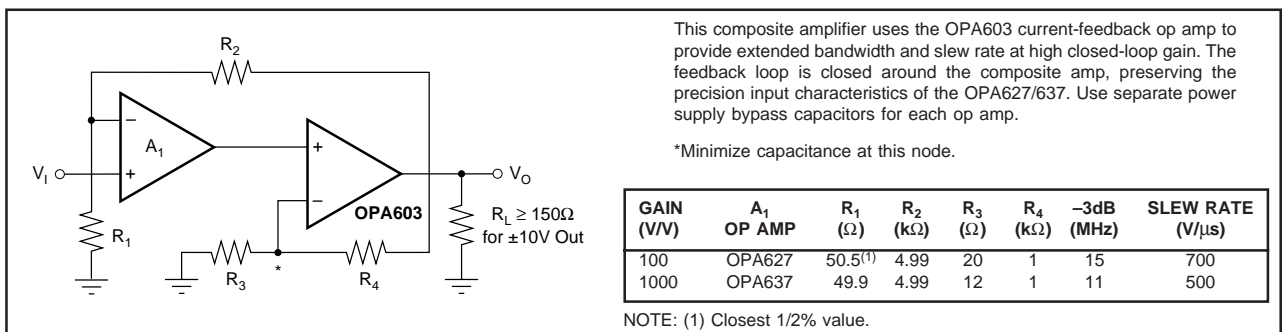 R2
−
A1
+
VI
R1
+
−
OPA603
VO
RL ≥ 150Ω
for ±10V Out
R3
*
R4
This composite amplifier uses the OPA603 current-feedback op amp to
provide extended bandwidth and slew rate at high closed-loop gain. The
feedback loop is closed around the composite amp, preserving the
precision input characteristics of the OPA627/637. Use separate power
supply bypass capacitors for each op amp.
*Minimize capacitance at this node.
GAIN A1 R1 R2 R3 R4 –3dB SLEW RATE
(V/V) OP AMP (Ω) (kΩ) (Ω) (kΩ) (MHz) (V/µs)
100 OPA627 50.5(1) 4.99 20 1 15 700
1000 OPA637 49.9 4.99 12 1 11 500
NOTE: (1) Closest 1/2% value.